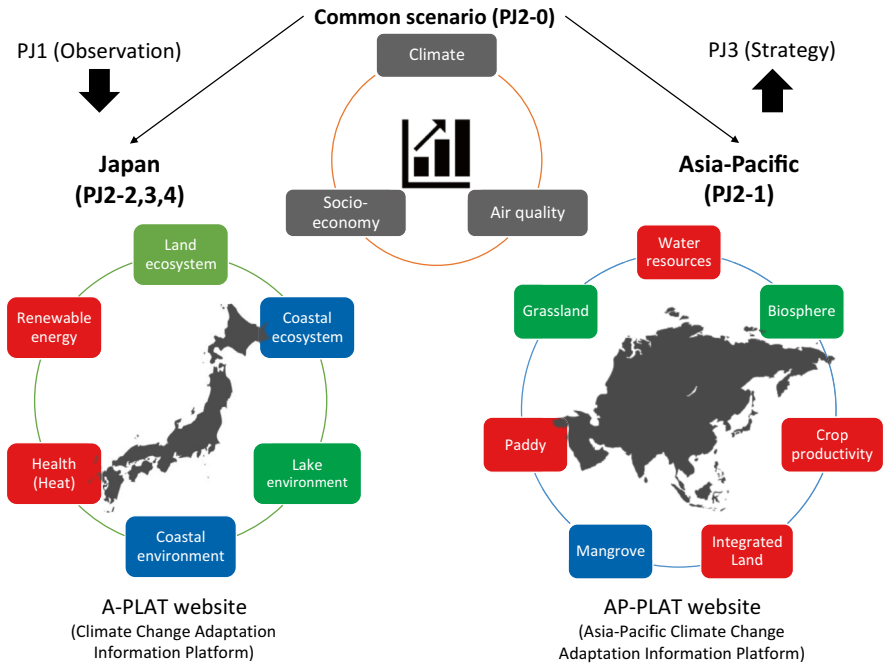 Common scenario (PJ2-0)
PJ1 (Observation)
PJ3 (Strategy)
Climate
Socio-
economy
Air quality
Japan
(PJ2-2,3,4)
Land
ecosystem
Renewable
energy
Coastal
ecosystem
Health
(Heat)
Lake
environment
Coastal
environment
A-PLAT website
(Climate Change Adaptation
Information Platform)
Asia-Pacific
(PJ2-1)
Water
resources
Grassland
Biosphere
Paddy
Crop
productivity
Mangrove
Integrated
Land
AP-PLAT website
(Asia-Pacific Climate Change
Adaptation Information Platform)